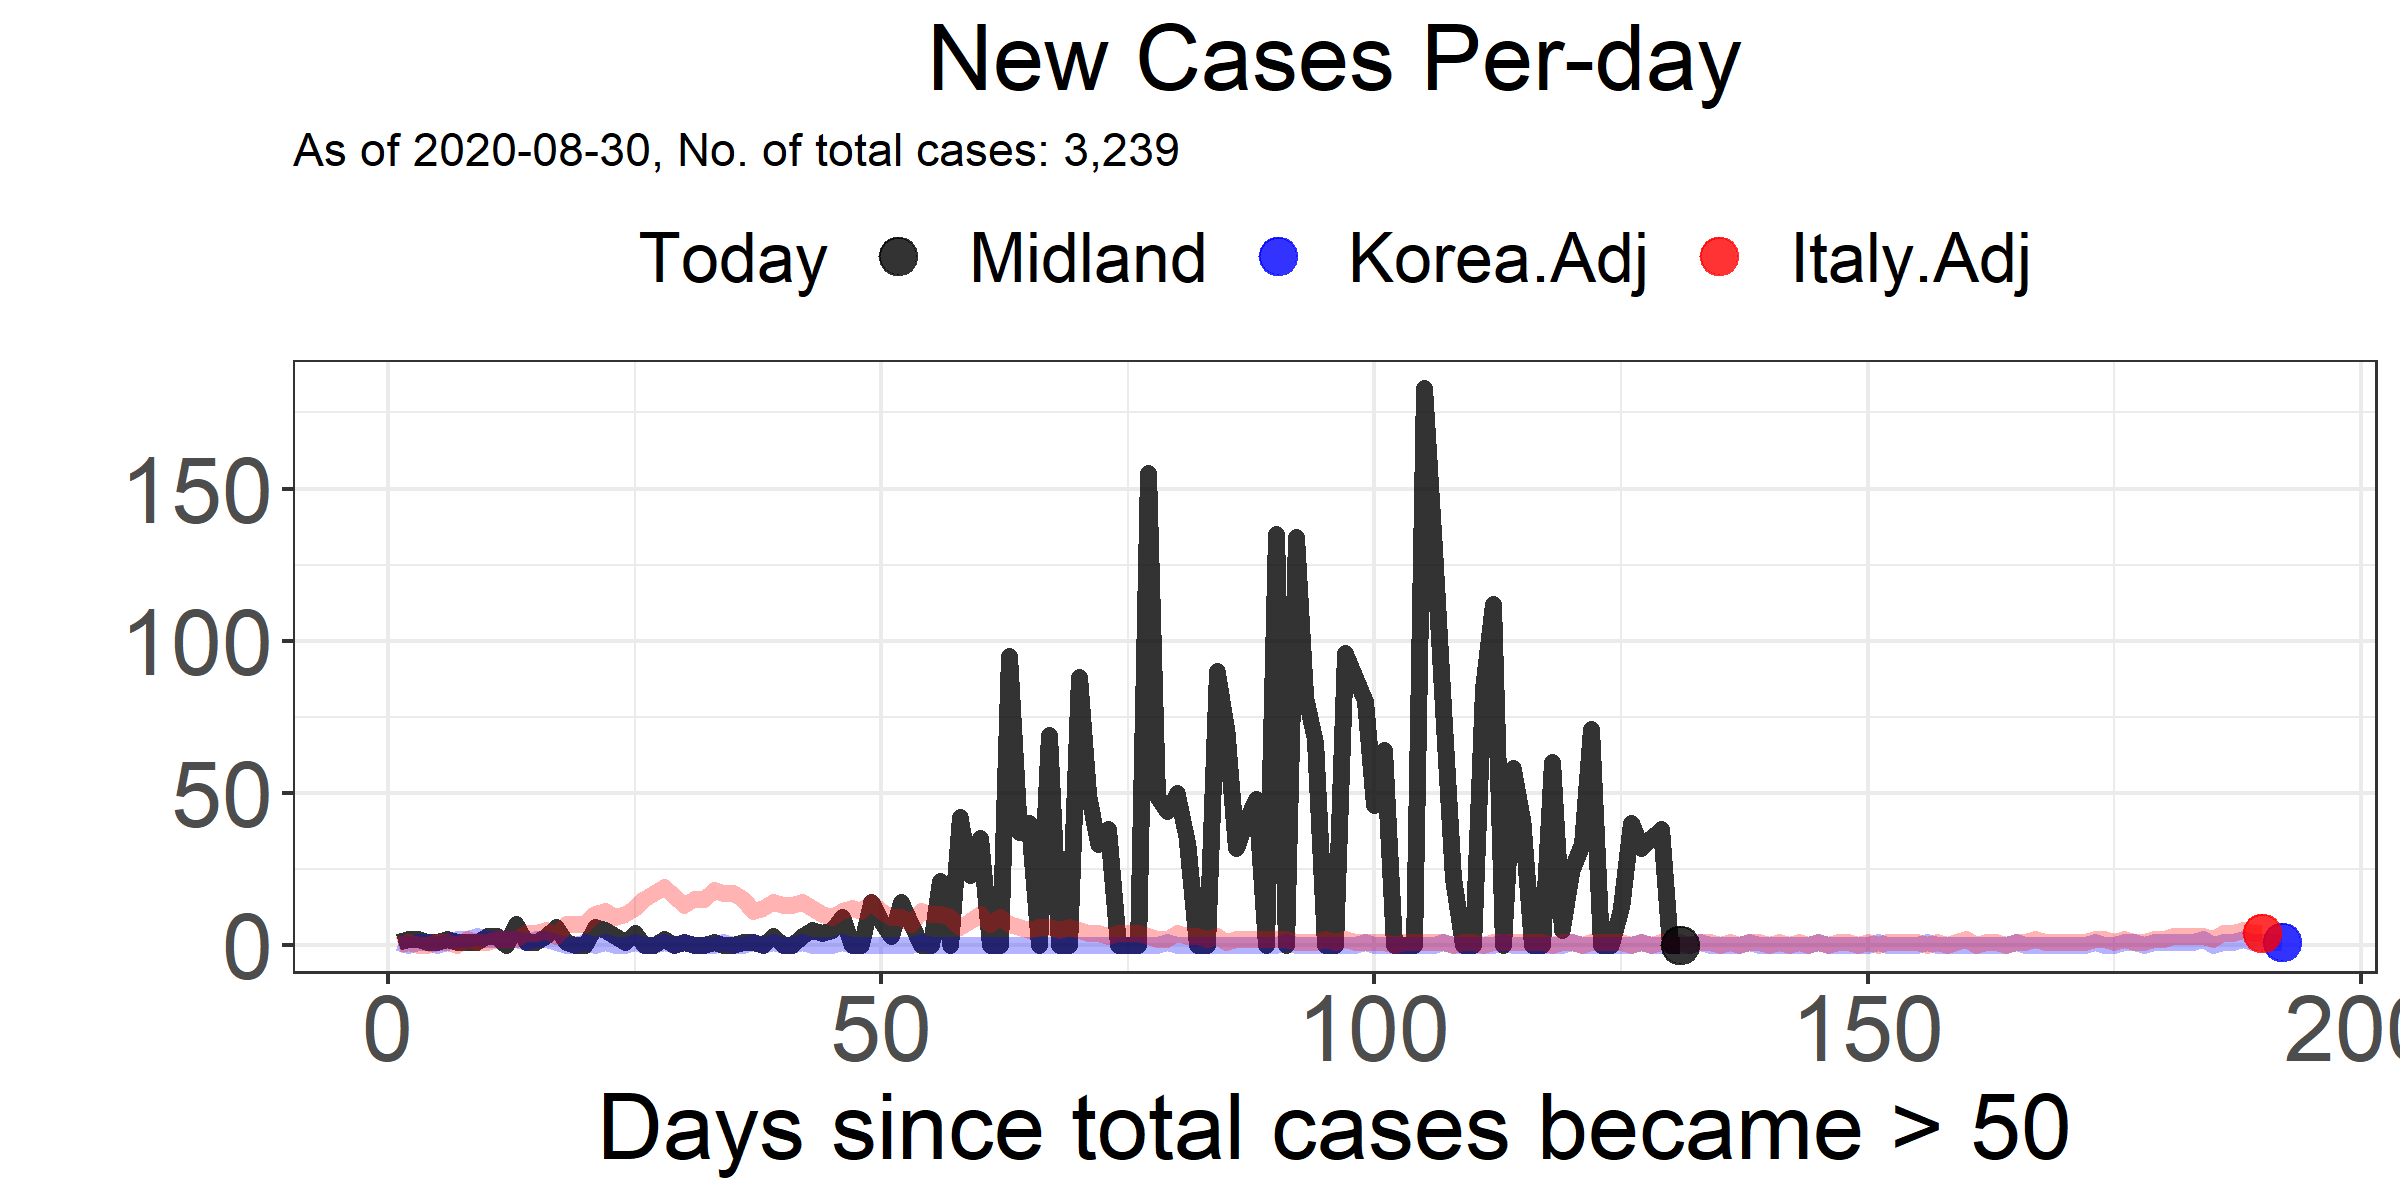 New Cases Per-day
As of 2020-08-30, No. of total cases: 3,239
Today Midland Korea.Adj Italy.Adj
150
100
50
0
0 50 100 150 200
Days since total cases became > 50